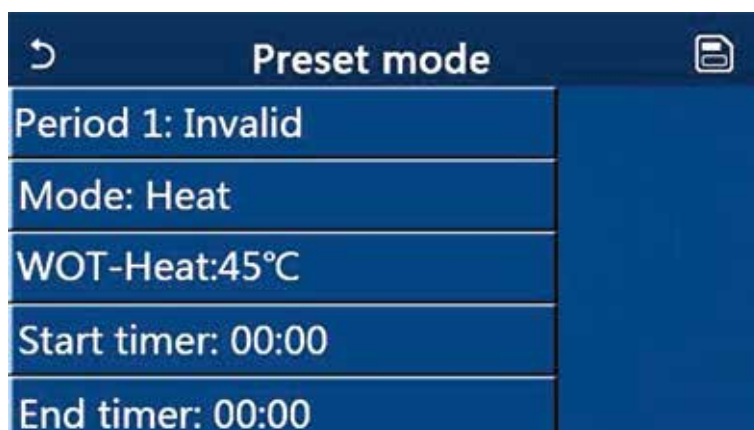 Preset mode
Period 1: Invalid
Mode: Heat
WOT-Heat:45°C
Start timer: 00:00
End timer: 00:00